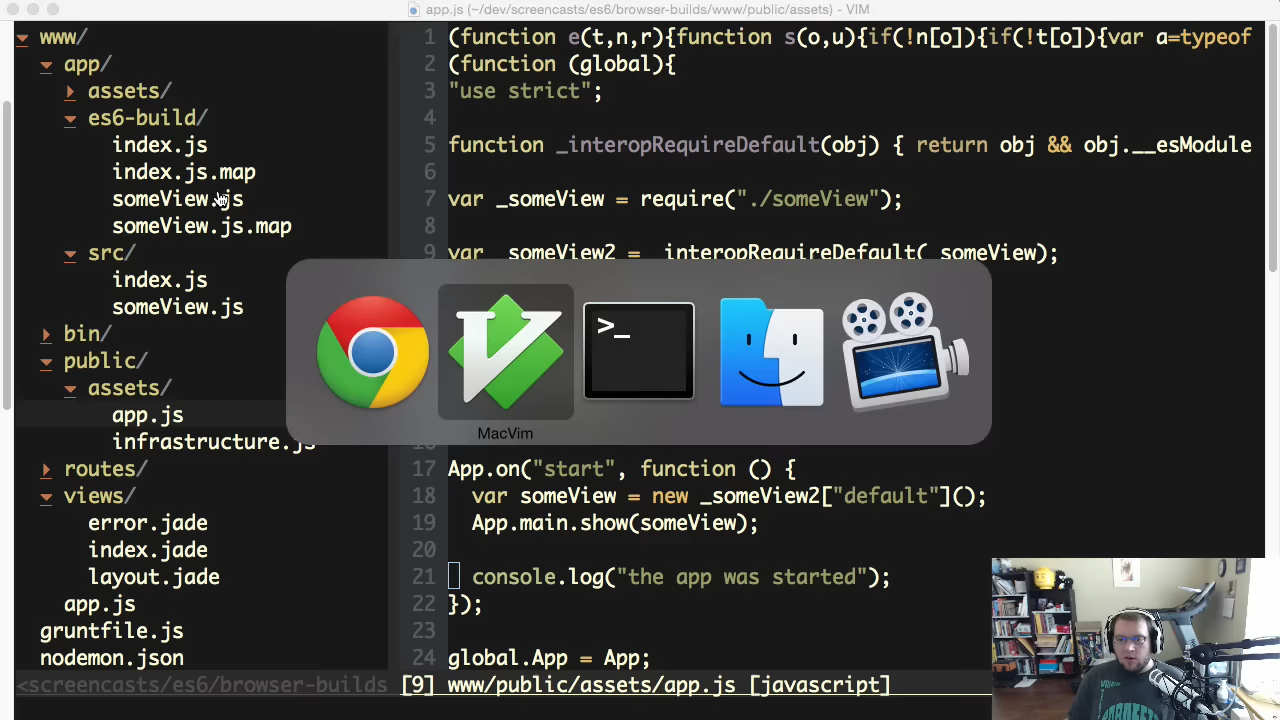 app.js (~/dev/screencasts/es6/browser-builds/www/public/assets) - VIM
www/
app/
assets/
es6-build/
index.js
index.js.map
someView.js
someView.js.map
src/
index.js
someView.js
bin/
public/
assets/
app.js
infrastructure.js
routes/
views/
error.jade
index.jade
layout.jade
app.js
gruntfile.js
nodemon.json
<screencasts/es6/browser-builds
1 (function e(t,n,r){function s(o,u){if(!n[o]){if(!t[o]){var a=typeof
2 (function (global){
3 "use strict";
4
5 function _interopRequireDefault(obj) { return obj && obj.__esModule
6
7 var _someView = require("./someView");
8
9 var _someView2 = _interopRequireDefault(_someView);
>_
MacVim
17 App.on("start", function () {
18 var someView = new _someView2["default"]();
19 App.main.show(someView);
20
21 console.log("the app was started");
22 });
23
24 global.App = App;
[9] www/public/assets/app.js [javascript]